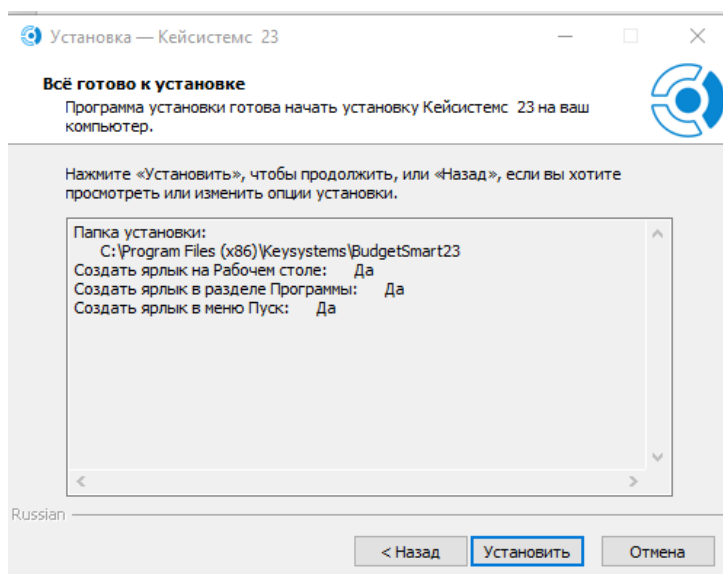 Установка — Кейсистемс 23
Всё готово к установке
Программа установки готова начать установку Кейсистемс 23 на ваш
компьютер.
Нажмите «Установить», чтобы продолжить, или «Назад», если вы хотите
просмотреть или изменить опции установки.
Папка установки:
C:\Program Files (x86)\Keysystems\BudgetSmart23
Создать ярлык на Рабочем столе: Да
Создать ярлык в разделе Программы: Да
Создать ярлык в меню Пуск: Да
Russian
< Назад Установить Отмена